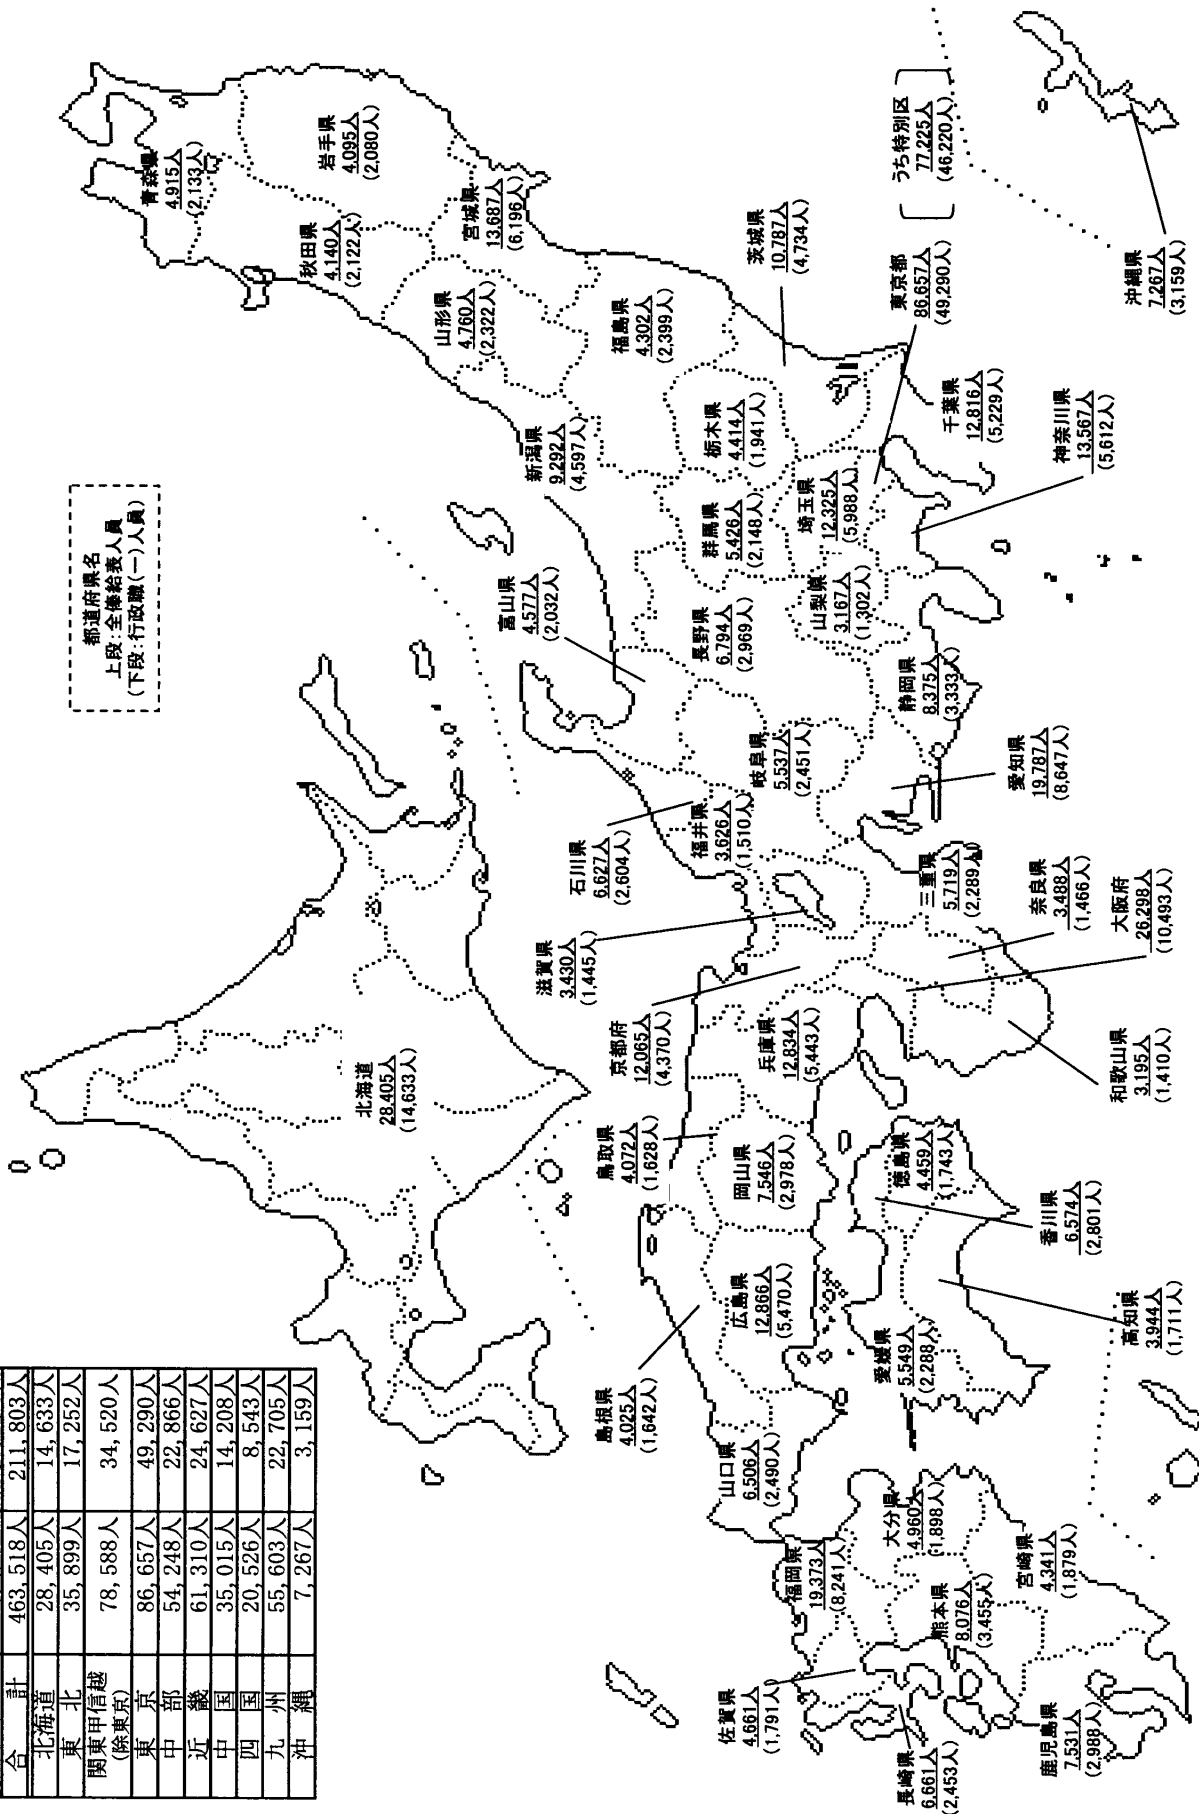 合　計　463,518人　211,803人
北海道　28,405人　14,633人
東　北　35,899人　17,252人
関東甲信越
(除東京)　78,588人　34,520人
東　京　86,657人　49,290人
中　部　54,248人　22,866人
近　畿　61,310人　24,627人
中　国　35,015人　14,208人
四　国　20,526人　8,543人
九　州　55,603人　22,705人
沖　縄　7,267人　3,159人
都道府県名
上段:全俸給表人員
(下段:行政職(一)人員)
北海道
28,405人
(14,633人)
青森県
4,915人
(2,133人)
岩手県
4,095人
(2,080人)
秋田県
4,140人
(2,122人)
宮城県
13,687人
(6,196人)
山形県
4,760人
(2,322人)
福島県
4,302人
(2,399人)
茨城県
10,787人
(4,734人)
栃木県
4,414人
(1,941人)
群馬県
5,426人
(2,148人)
埼玉県
12,325人
(5,988人)
千葉県
12,816人
(5,229人)
東京都
86,657人
(49,290人)
うち特別区
77,225人
(46,220人)
神奈川県
13,567人
(5,612人)
新潟県
9,292人
(4,597人)
山梨県
3,167人
(1,302人)
長野県
6,794人
(2,969人)
富山県
4,577人
(2,032人)
石川県
6,627人
(2,604人)
福井県
3,626人
(1,510人)
岐阜県
5,537人
(2,451人)
静岡県
8,375人
(3,333人)
愛知県
19,787人
(8,647人)
三重県
5,719人
(2,289人)
滋賀県
3,430人
(1,445人)
京都府
12,065人
(4,370人)
奈良県
3,488人
(1,466人)
大阪府
26,298人
(10,493人)
和歌山県
3,195人
(1,410人)
兵庫県
12,834人
(5,443人)
鳥取県
4,072人
(1,628人)
岡山県
7,546人
(2,978人)
島根県
4,025人
(1,642人)
広島県
12,866人
(5,470人)
山口県
6,506人
(2,490人)
徳島県
4,459人
(1,743人)
香川県
6,574人
(2,801人)
愛媛県
5,549人
(2,288人)
高知県
3,944人
(1,711人)
福岡県
19,373人
(8,241人)
佐賀県
4,661人
(1,791人)
長崎県
6,661人
(2,453人)
大分県
4,960人
(1,898人)
熊本県
8,076人
(3,455人)
宮崎県
4,341人
(1,879人)
鹿児島県
7,531人
(2,988人)
沖縄県
7,267人
(3,159人)